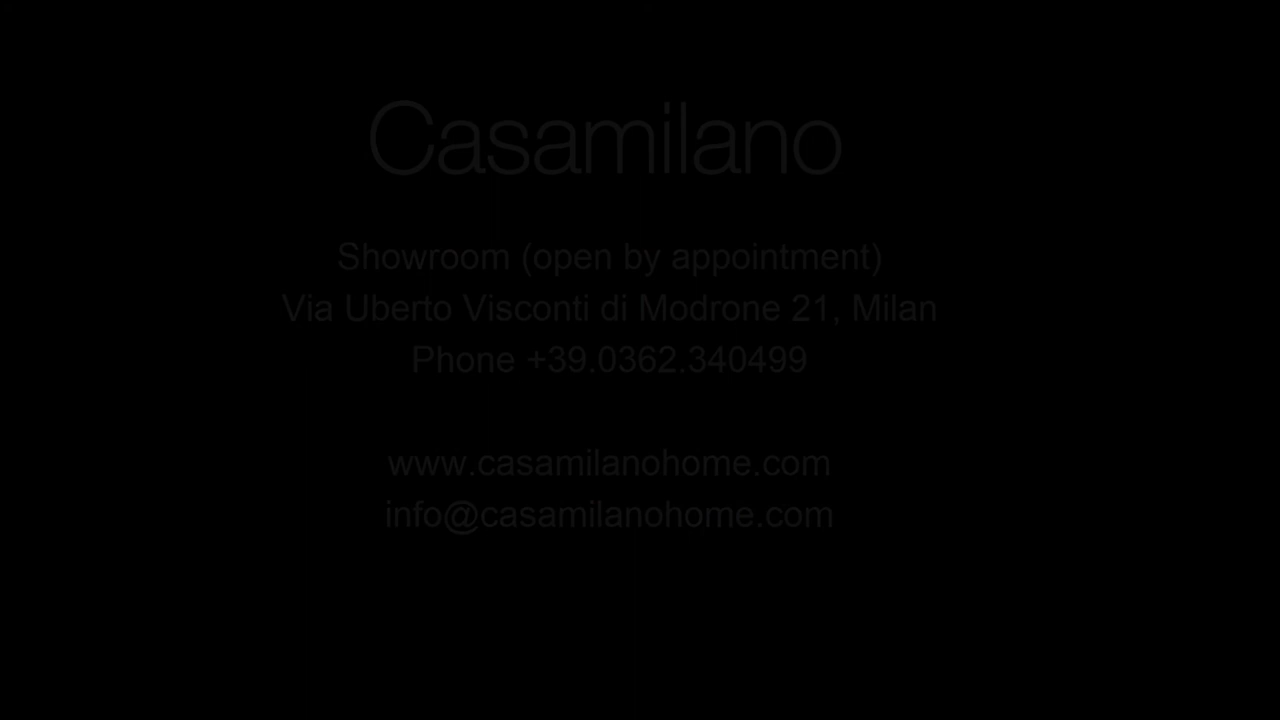 Casamilano
Showroom (open by appointment)
Via Uberto Visconti di Modrone 21, Milan
Phone +39.0362.340499
www.casamilanohome.com
info@casamilanohome.com